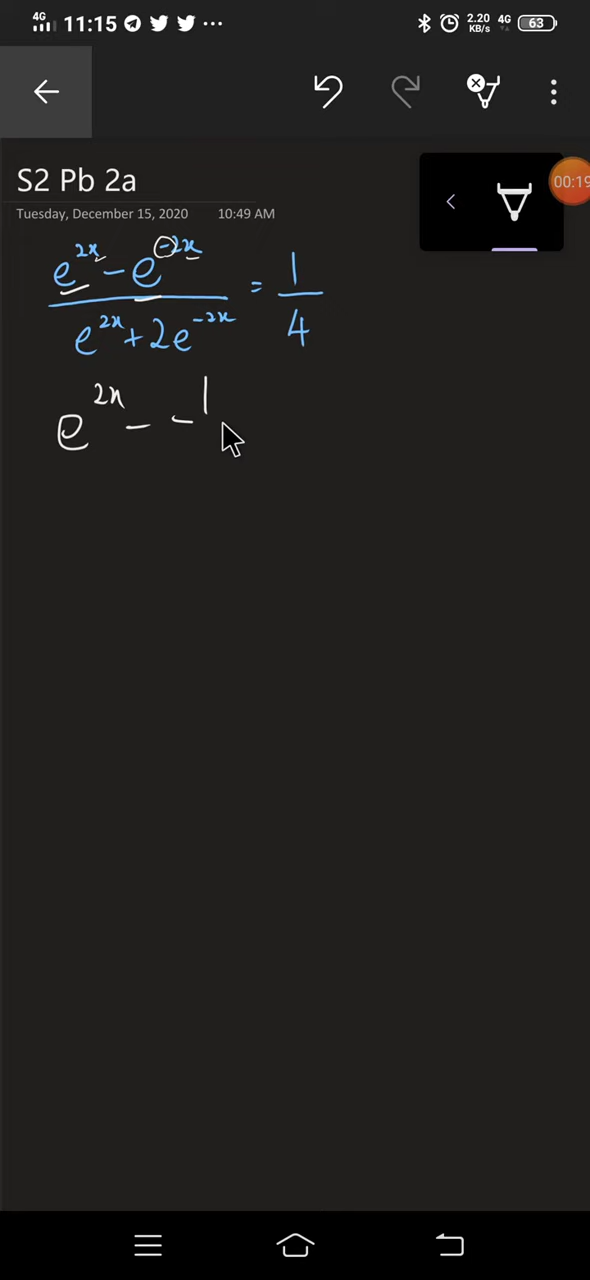 4G 11:15 ... 2.20 KB/s 4G 63
00:19
S2 Pb 2a
Tuesday, December 15, 2020 10:49 AM
e^{2x} - e^{-2x} / e^{2x} + 2e^{-2x} = 1/4
e^{2x} - -1